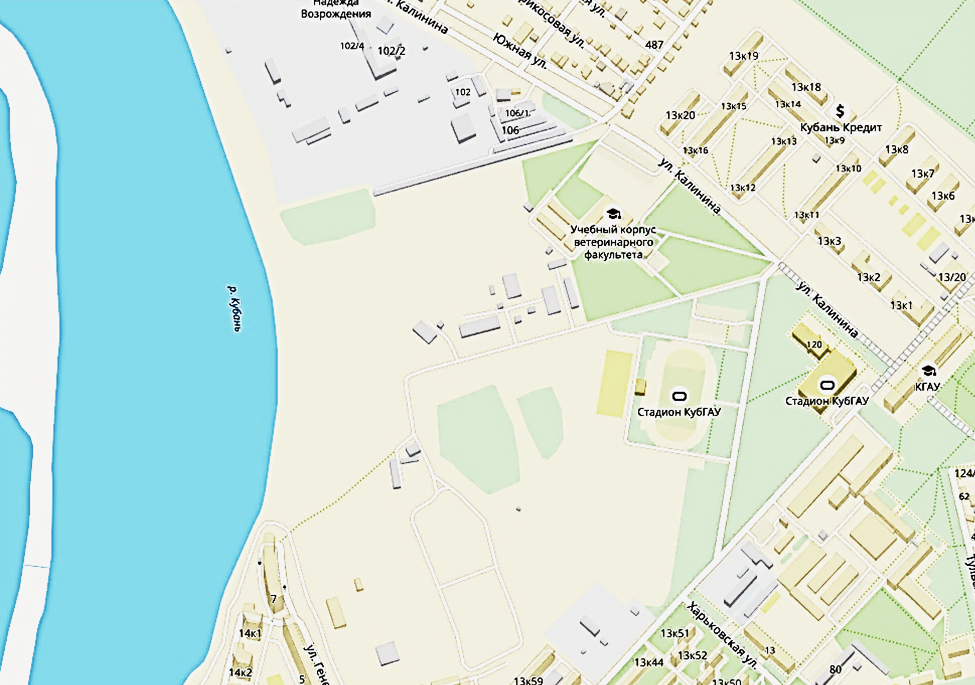 Надежда
Возрождения
ул. Калинина
Южная ул.
487
102/4
102/2
102
106/1
106
13к19
13к18
13к14
13к15
13к20
Кубань Кредит
13к9
13к13
13к16
13к8
13к10
13к7
13к12
13к6
ул. Калинина
13к11
Учебный корпус
ветеринарного
факультета
13к3
13к2
13/20
13к1
р. Кубань
ул. Калинина
120
Стадион КубГАУ
КГАУ
Стадион КубГАУ
62
7
14к1
14к2
5
Харьковская ул.
13к51
13к52
13к44
13
80
13к59
13к50